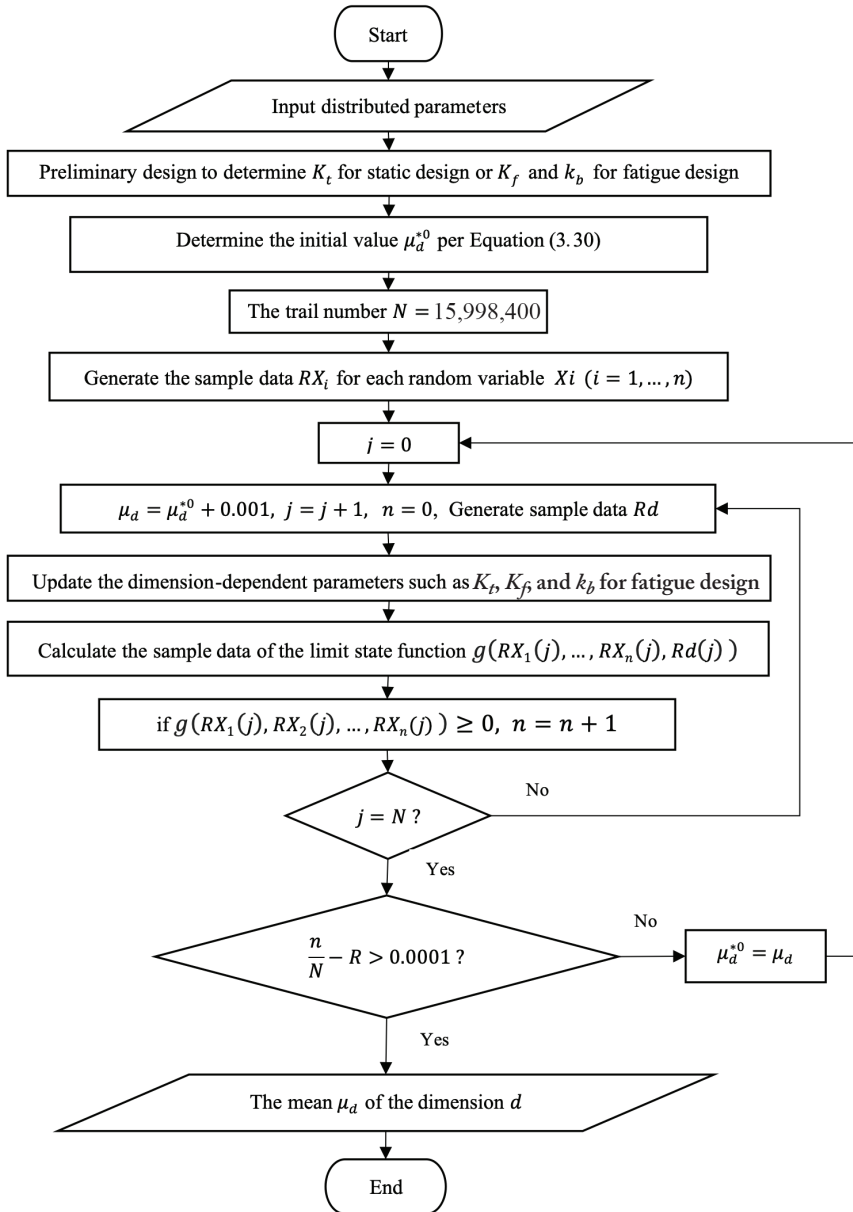 Start
Input distributed parameters
Preliminary design to determine K_t for static design or K_f and k_b for fatigue design
Determine the initial value μ_d^{*0} per Equation (3.30)
The trail number N = 15,998,400
Generate the sample data RX_i for each random variable Xi (i = 1, …, n)
j = 0
μ_d = μ_d^{*0} + 0.001, j = j + 1, n = 0, Generate sample data Rd
Update the dimension-dependent parameters such as K_t, K_f, and k_b for fatigue design
Calculate the sample data of the limit state function g(RX_1(j), …, RX_n(j), Rd(j) )
if g(RX_1(j), RX_2(j), …, RX_n(j) ) ≥ 0, n = n + 1
No
j = N ?
Yes
No
n/N − R > 0.0001 ?
μ_d^{*0} = μ_d
Yes
The mean μ_d of the dimension d
End